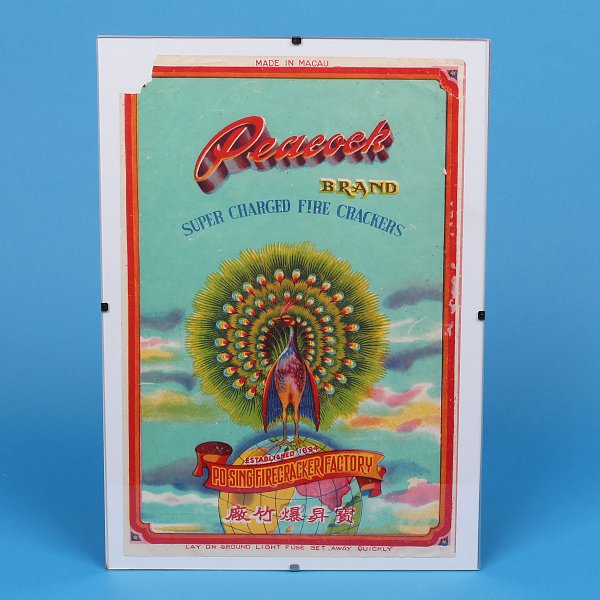 MADE IN MACAU
Peacock
BRAND
SUPER CHARGED FIRE CRACKERS
ESTABLISHED 1894
PO SING FIRECRACKER FACTORY
廠竹爆昇寶
LAY ON GROUND LIGHT FUSE GET AWAY QUICKLY